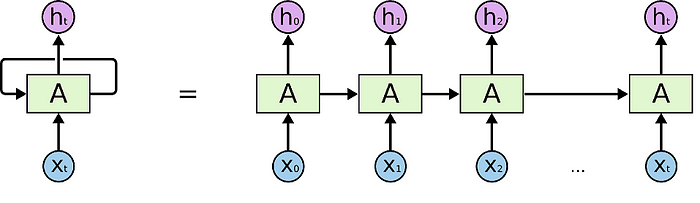 hₜ h₀ h₁ h₂ hₜ
A = A A A A
xₜ x₀ x₁ x₂ ... xₜ